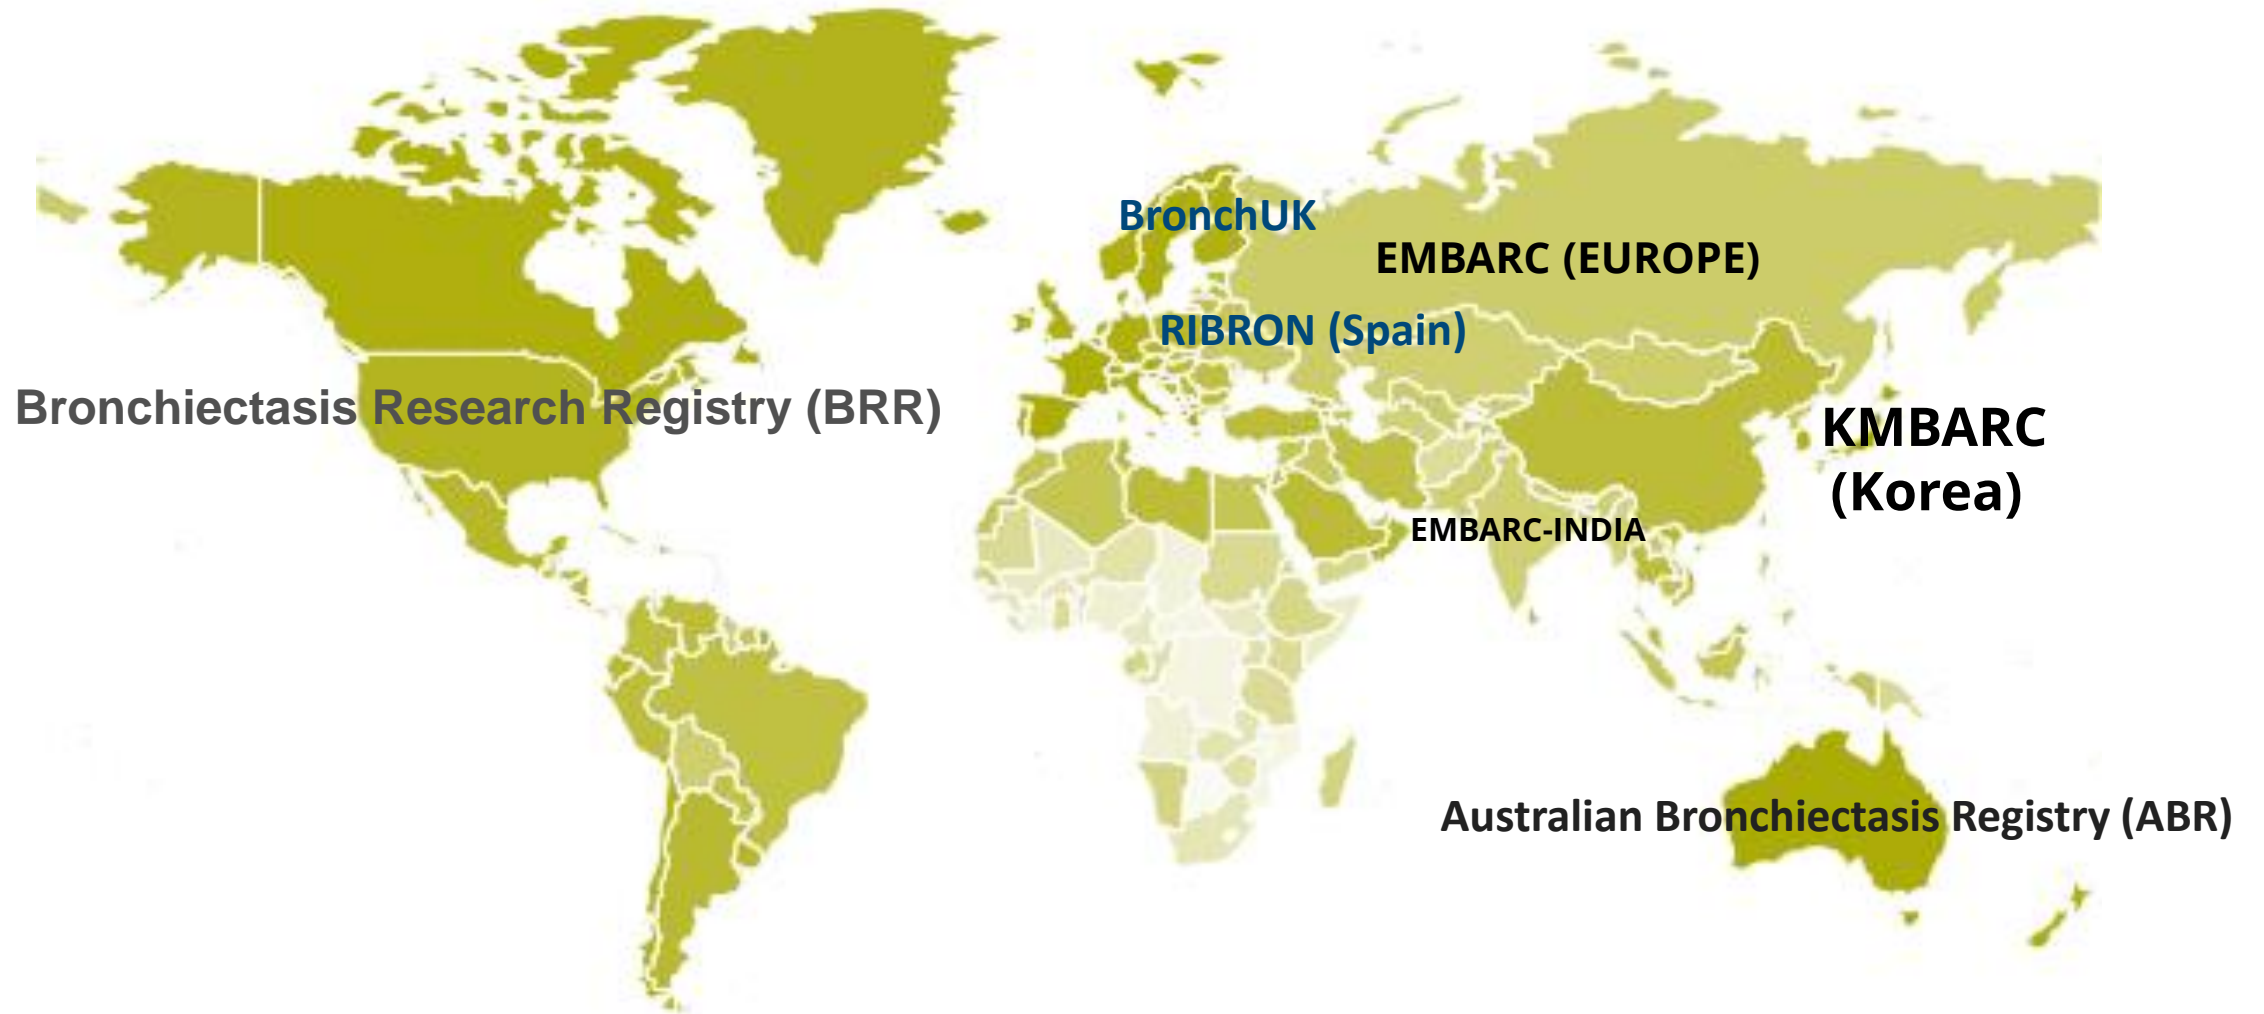 BronchUK
EMBARC (EUROPE)
RIBRON (Spain)
Bronchiectasis Research Registry (BRR)
KMBARC
(Korea)
EMBARC-INDIA
Australian Bronchiectasis Registry (ABR)